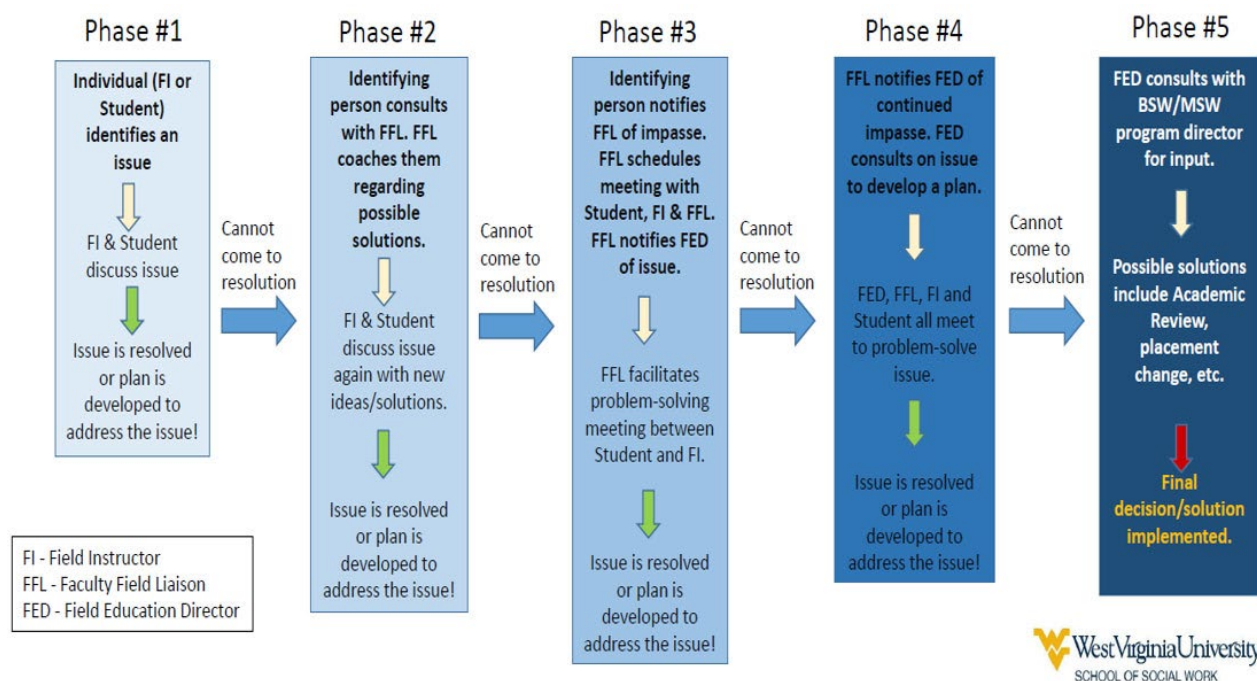 Phase #1
Individual (FI or
Student)
identifies an
issue
FI & Student
discuss issue
Issue is resolved
or plan is
developed to
address the issue!
Cannot
come to
resolution
Phase #2
Identifying
person consults
with FFL. FFL
coaches them
regarding
possible
solutions.
FI & Student
discuss issue
again with new
ideas/solutions.
Issue is resolved
or plan is
developed to
address the issue!
Cannot
come to
resolution
Phase #3
Identifying
person notifies
FFL of impasse.
FFL schedules
meeting with
Student, FI & FFL.
FFL notifies FED
of issue.
FFL facilitates
problem-solving
meeting between
Student and FI.
Issue is resolved
or plan is
developed to
address the issue!
Cannot
come to
resolution
Phase #4
FFL notifies FED of
continued
impasse. FED
consults on issue
to develop a plan.
FED, FFL, FI and
Student all meet
to problem-solve
issue.
Issue is resolved
or plan is
developed to
address the issue!
Cannot
come to
resolution
Phase #5
FED consults with
BSW/MSW
program director
for input.
Possible solutions
include Academic
Review,
placement
change, etc.
Final
decision/solution
implemented.
FI - Field Instructor
FFL - Faculty Field Liaison
FED - Field Education Director
WestVirginiaUniversity
SCHOOL OF SOCIAL WORK